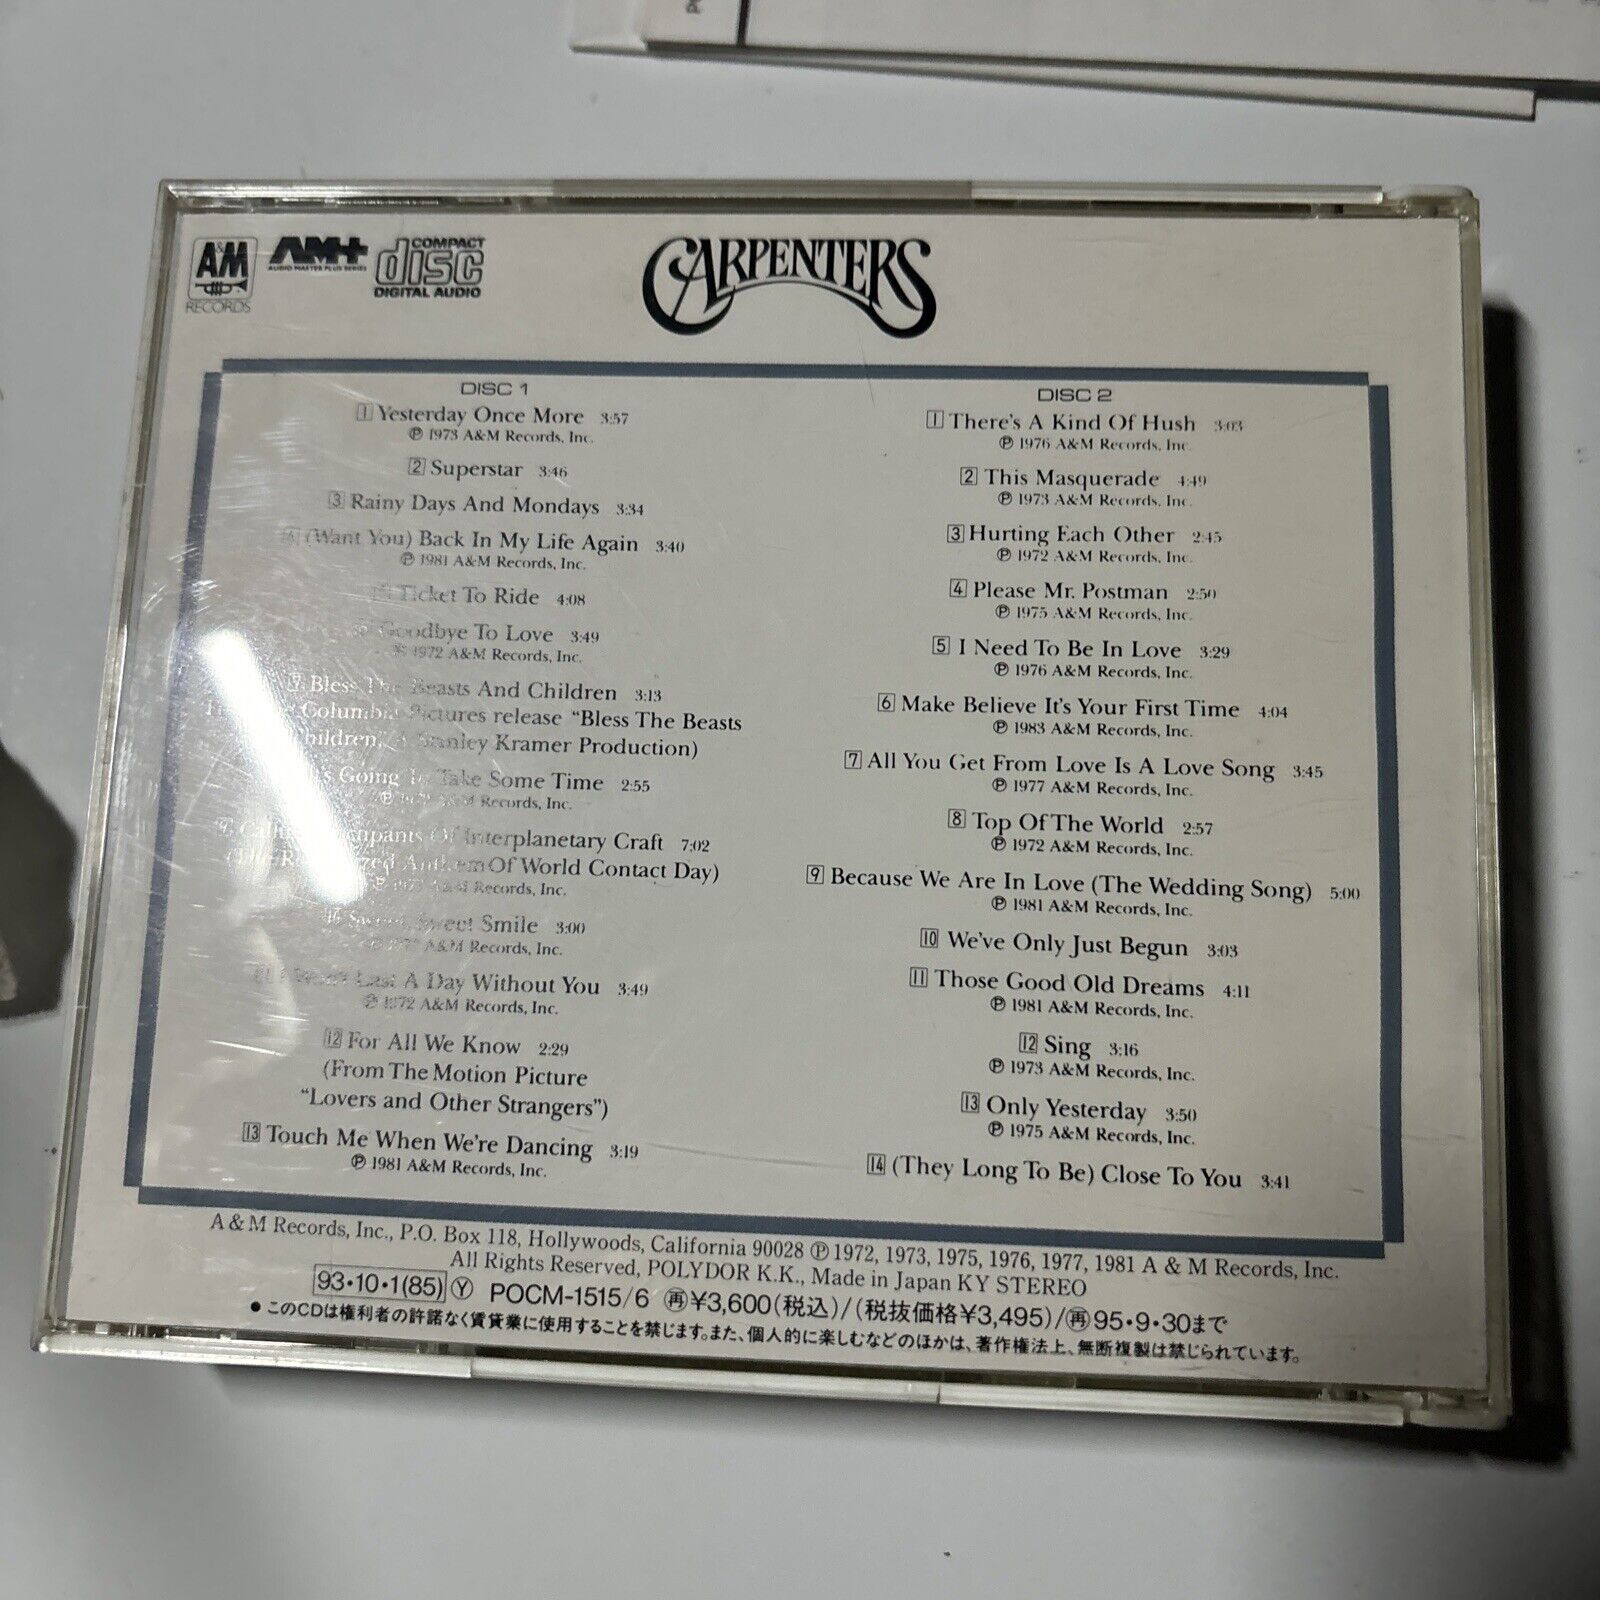 A&M
RECORDS
AM+
AUDIO MASTER PLUS SERIES
COMPACT
disc
DIGITAL AUDIO
CARPENTERS
DISC 1
1 Yesterday Once More 3:57
℗ 1973 A&M Records, Inc.
2 Superstar 3:46
3 Rainy Days And Mondays 3:34
(Want You) Back In My Life Again 3:40
℗ 1981 A&M Records, Inc.
Ticket To Ride 4:08
Goodbye To Love 3:49
℗ 1972 A&M Records, Inc.
7 Bless The Beasts And Children 3:13
Columbia Pictures release "Bless The Beasts
Children," A Stanley Kramer Production)
Going To Take Some Time 2:55
A&M Records, Inc.
9 Occupants Of Interplanetary Craft 7:02
Anthem Of World Contact Day)
A&M Records, Inc.
Sweet Smile 3:00
A&M Records, Inc.
Last A Day Without You 3:49
℗ 1972 A&M Records, Inc.
12 For All We Know 2:29
(From The Motion Picture
"Lovers and Other Strangers")
13 Touch Me When We're Dancing 3:19
℗ 1981 A&M Records, Inc.
DISC 2
1 There's A Kind Of Hush 3:03
℗ 1976 A&M Records, Inc.
2 This Masquerade 4:49
℗ 1973 A&M Records, Inc.
3 Hurting Each Other 2:45
℗ 1972 A&M Records, Inc.
4 Please Mr. Postman 2:50
℗ 1975 A&M Records, Inc.
5 I Need To Be In Love 3:29
℗ 1976 A&M Records, Inc.
6 Make Believe It's Your First Time 4:04
℗ 1983 A&M Records, Inc.
7 All You Get From Love Is A Love Song 3:45
℗ 1977 A&M Records, Inc.
8 Top Of The World 2:57
℗ 1972 A&M Records, Inc.
9 Because We Are In Love (The Wedding Song) 5:00
℗ 1981 A&M Records, Inc.
10 We've Only Just Begun 3:03
11 Those Good Old Dreams 4:11
℗ 1981 A&M Records, Inc.
12 Sing 3:16
℗ 1973 A&M Records, Inc.
13 Only Yesterday 3:50
℗ 1975 A&M Records, Inc.
14 (They Long To Be) Close To You 3:41
A & M Records, Inc., P.O. Box 118, Hollywoods, California 90028 ℗ 1972, 1973, 1975, 1976, 1977, 1981 A & M Records, Inc.
All Rights Reserved, POLYDOR K.K., Made in Japan KY STEREO
93・10・1(85) Ⓨ POCM-1515/6 ㊢¥3,600(税込)/(税抜価格¥3,495)/㊢95・9・30まで
●このCDは権利者の許諾なく賃貸業に使用することを禁じます。また、個人的に楽しむなどのほかは、著作権法上、無断複製は禁じられています。